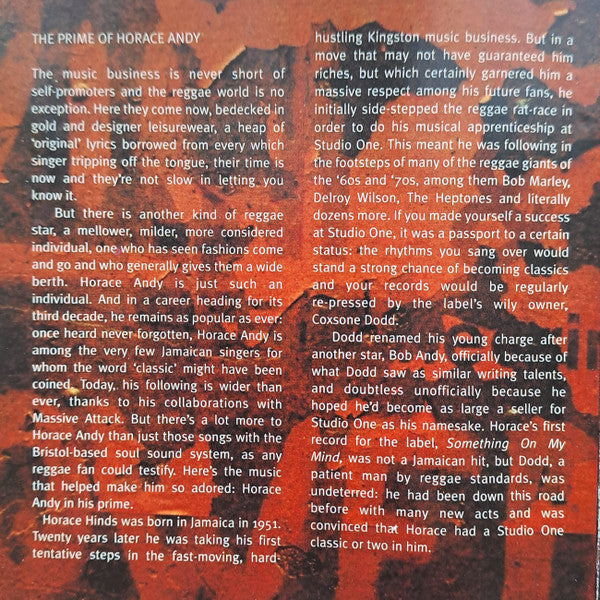 THE PRIME OF HORACE ANDY
The music business is never short of
self-promoters and the reggae world is no
exception. Here they come now, bedecked in
gold and designer leisurewear, a heap of
‘original’ lyrics borrowed from every which
singer tripping off the tongue, their time is
now and they’re not slow in letting you
know it.
But there is another kind of reggae
star, a mellower, milder, more considered
individual, one who has seen fashions come
and go and who generally gives them a wide
berth. Horace Andy is just such an
individual. And in a career heading for its
third decade, he remains as popular as ever:
once heard never forgotten, Horace Andy is
among the very few Jamaican singers for
whom the word ‘classic’ might have been
coined. Today, his following is wider than
ever, thanks to his collaborations with
Massive Attack. But there’s a lot more to
Horace Andy than just those songs with the
Bristol-based soul sound system, as any
reggae fan could testify. Here’s the music
that helped make him so adored: Horace
Andy in his prime.
Horace Hinds was born in Jamaica in 1951.
Twenty years later he was taking his first
tentative steps in the fast-moving, hard-
hustling Kingston music business. But in a
move that may not have guaranteed him
riches, but which certainly garnered him a
massive respect among his future fans, he
initially side-stepped the reggae rat-race in
order to do his musical apprenticeship at
Studio One. This meant he was following in
the footsteps of many of the reggae giants of
the ‘60s and ‘70s, among them Bob Marley,
Delroy Wilson, The Heptones and literally
dozens more. If you made yourself a success
at Studio One, it was a passport to a certain
status: the rhythms you sang over would
stand a strong chance of becoming classics
and your records would be regularly
re-pressed by the label’s wily owner,
Coxsone Dodd.
Dodd renamed his young charge after
another star, Bob Andy, officially because of
what Dodd saw as similar writing talents,
and doubtless unofficially because he
hoped he’d become as large a seller for
Studio One as his namesake. Horace’s first
record for the label, Something On My
Mind, was not a Jamaican hit, but Dodd, a
patient man by reggae standards, was
undeterred: he had been down this road
before with many new acts and was
convinced that Horace had a Studio One
classic or two in him.